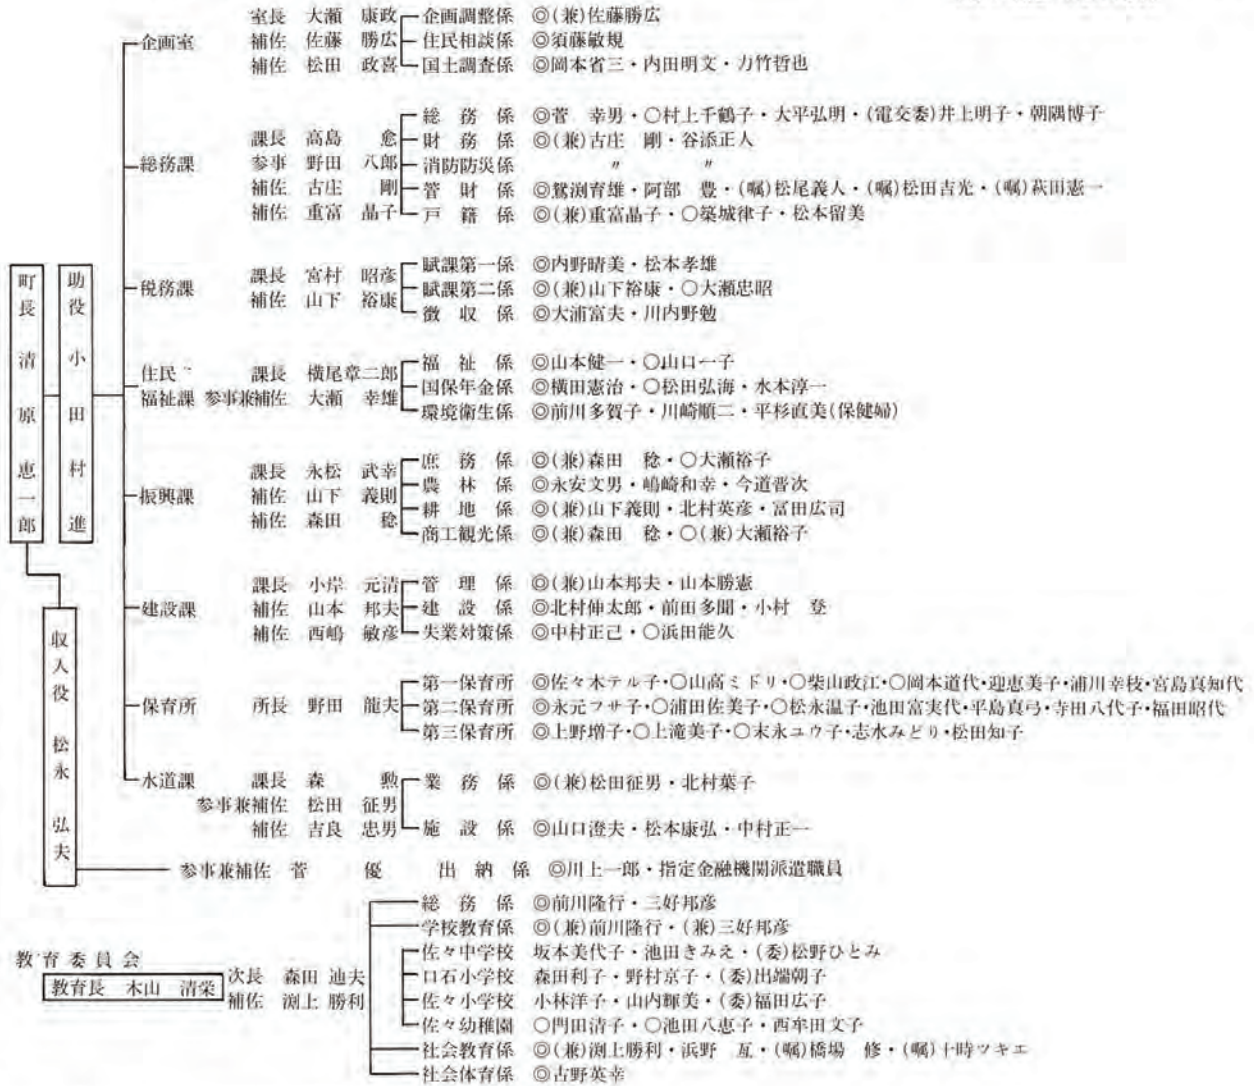 室長 大瀬 康政 企画調整係 ◎(兼)佐藤勝広
企画室 補佐 佐藤 勝広 住民相談係 ◎須藤敏規
補佐 松田 政喜 国土調査係 ◎岡本省三・内田明文・力竹哲也
総務係 ◎菅 幸男・○村上千鶴子・大平弘明・(電交委)井上明子・朝隈博子
課長 高島 愈 財務係 ◎(兼)古庄 剛・谷添正人
総務課 参事 野田 八郎 消防防災係 〃 〃
補佐 古庄 剛 管財係 ◎鴛渕育雄・阿部 豊・(嘱)松尾義人・(嘱)松田吉光・(嘱)萩田憲一
補佐 重富 晶子 戸籍係 ◎(兼)重富晶子・○築城律子・松本留美
町長 清原 恵一郎
助役 小田村 進
賦課第一係 ◎内野晴美・松本孝雄
税務課 課長 宮村 昭彦 賦課第二係 ◎(兼)山下裕康・○大瀬忠昭
補佐 山下 裕康 徴収係 ◎大浦富夫・川内野勉
福祉係 ◎山本健一・○山口一子
住民福祉課 課長 横尾章二郎 国保年金係 ◎横田憲治・○松田弘海・水本淳一
参事兼補佐 大瀬 幸雄 環境衛生係 ◎前川多賀子・川崎順二・平杉直美(保健婦)
庶務係 ◎(兼)森田 稔・○大瀬裕子
課長 永松 武幸 農林係 ◎永安文男・嶋崎和幸・今道晋次
振興課 補佐 山下 義則 耕地係 ◎(兼)山下義則・北村英彦・冨田広司
補佐 森田 稔 商工観光係 ◎(兼)森田 稔・○(兼)大瀬裕子
課長 小岸 元清 管理係 ◎(兼)山本邦夫・山本勝憲
建設課 補佐 山本 邦夫 建設係 ◎北村伸太郎・前田多聞・小村 登
補佐 西嶋 敏彦 失業対策係 ◎中村正己・○浜田能久
収入役 松永 弘夫
第一保育所 ◎佐々木テル子・○山高ミドリ・○柴山政江・○岡本道代・迎恵美子・浦川幸枝・宮島真知代
保育所 所長 野田 龍夫 第二保育所 ◎永元フサ子・○浦田佐美子・○松永温子・池田富実代・平島真弓・寺田八代子・福田昭代
第三保育所 ◎上野増子・○上滝美子・○末永ユウ子・志水みどり・松田知子
水道課 課長 森 勲 業務係 ◎(兼)松田征男・北村葉子
参事兼補佐 松田 征男
補佐 吉良 忠男 施設係 ◎山口澄夫・松本康弘・中村正一
参事兼補佐 菅 優 出納係 ◎川上一郎・指定金融機関派遣職員
総務係 ◎前川隆行・三好邦彦
学校教育係 ◎(兼)前川隆行・(兼)三好邦彦
教育委員会 佐々中学校 坂本美代子・池田きみえ・(委)松野ひとみ
教育長 木山 清栄 次長 森田 迪夫 口石小学校 森田利子・野村京子・(委)出端朝子
補佐 渕上 勝利 佐々小学校 小林洋子・山内輝美・(委)福田広子
佐々幼稚園 ○門田清子・○池田八恵子・西牟田文子
社会教育係 ◎(兼)渕上勝利・浜野 亙・(嘱)橋場 修・(嘱)十時ツキエ
社会体育係 ◎古野英幸